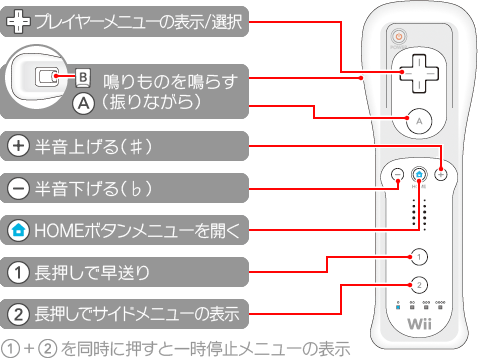 プレイヤーメニューの表示/選択
B 鳴りものを鳴らす
A (振りながら)
+ 半音上げる(♯)
− 半音下げる(♭)
HOMEボタンメニューを開く
1 長押しで早送り
2 長押しでサイドメニューの表示
①+②を同時に押すと一時停止メニューの表示
POWER
A
− +
HOME
1
2
Wii